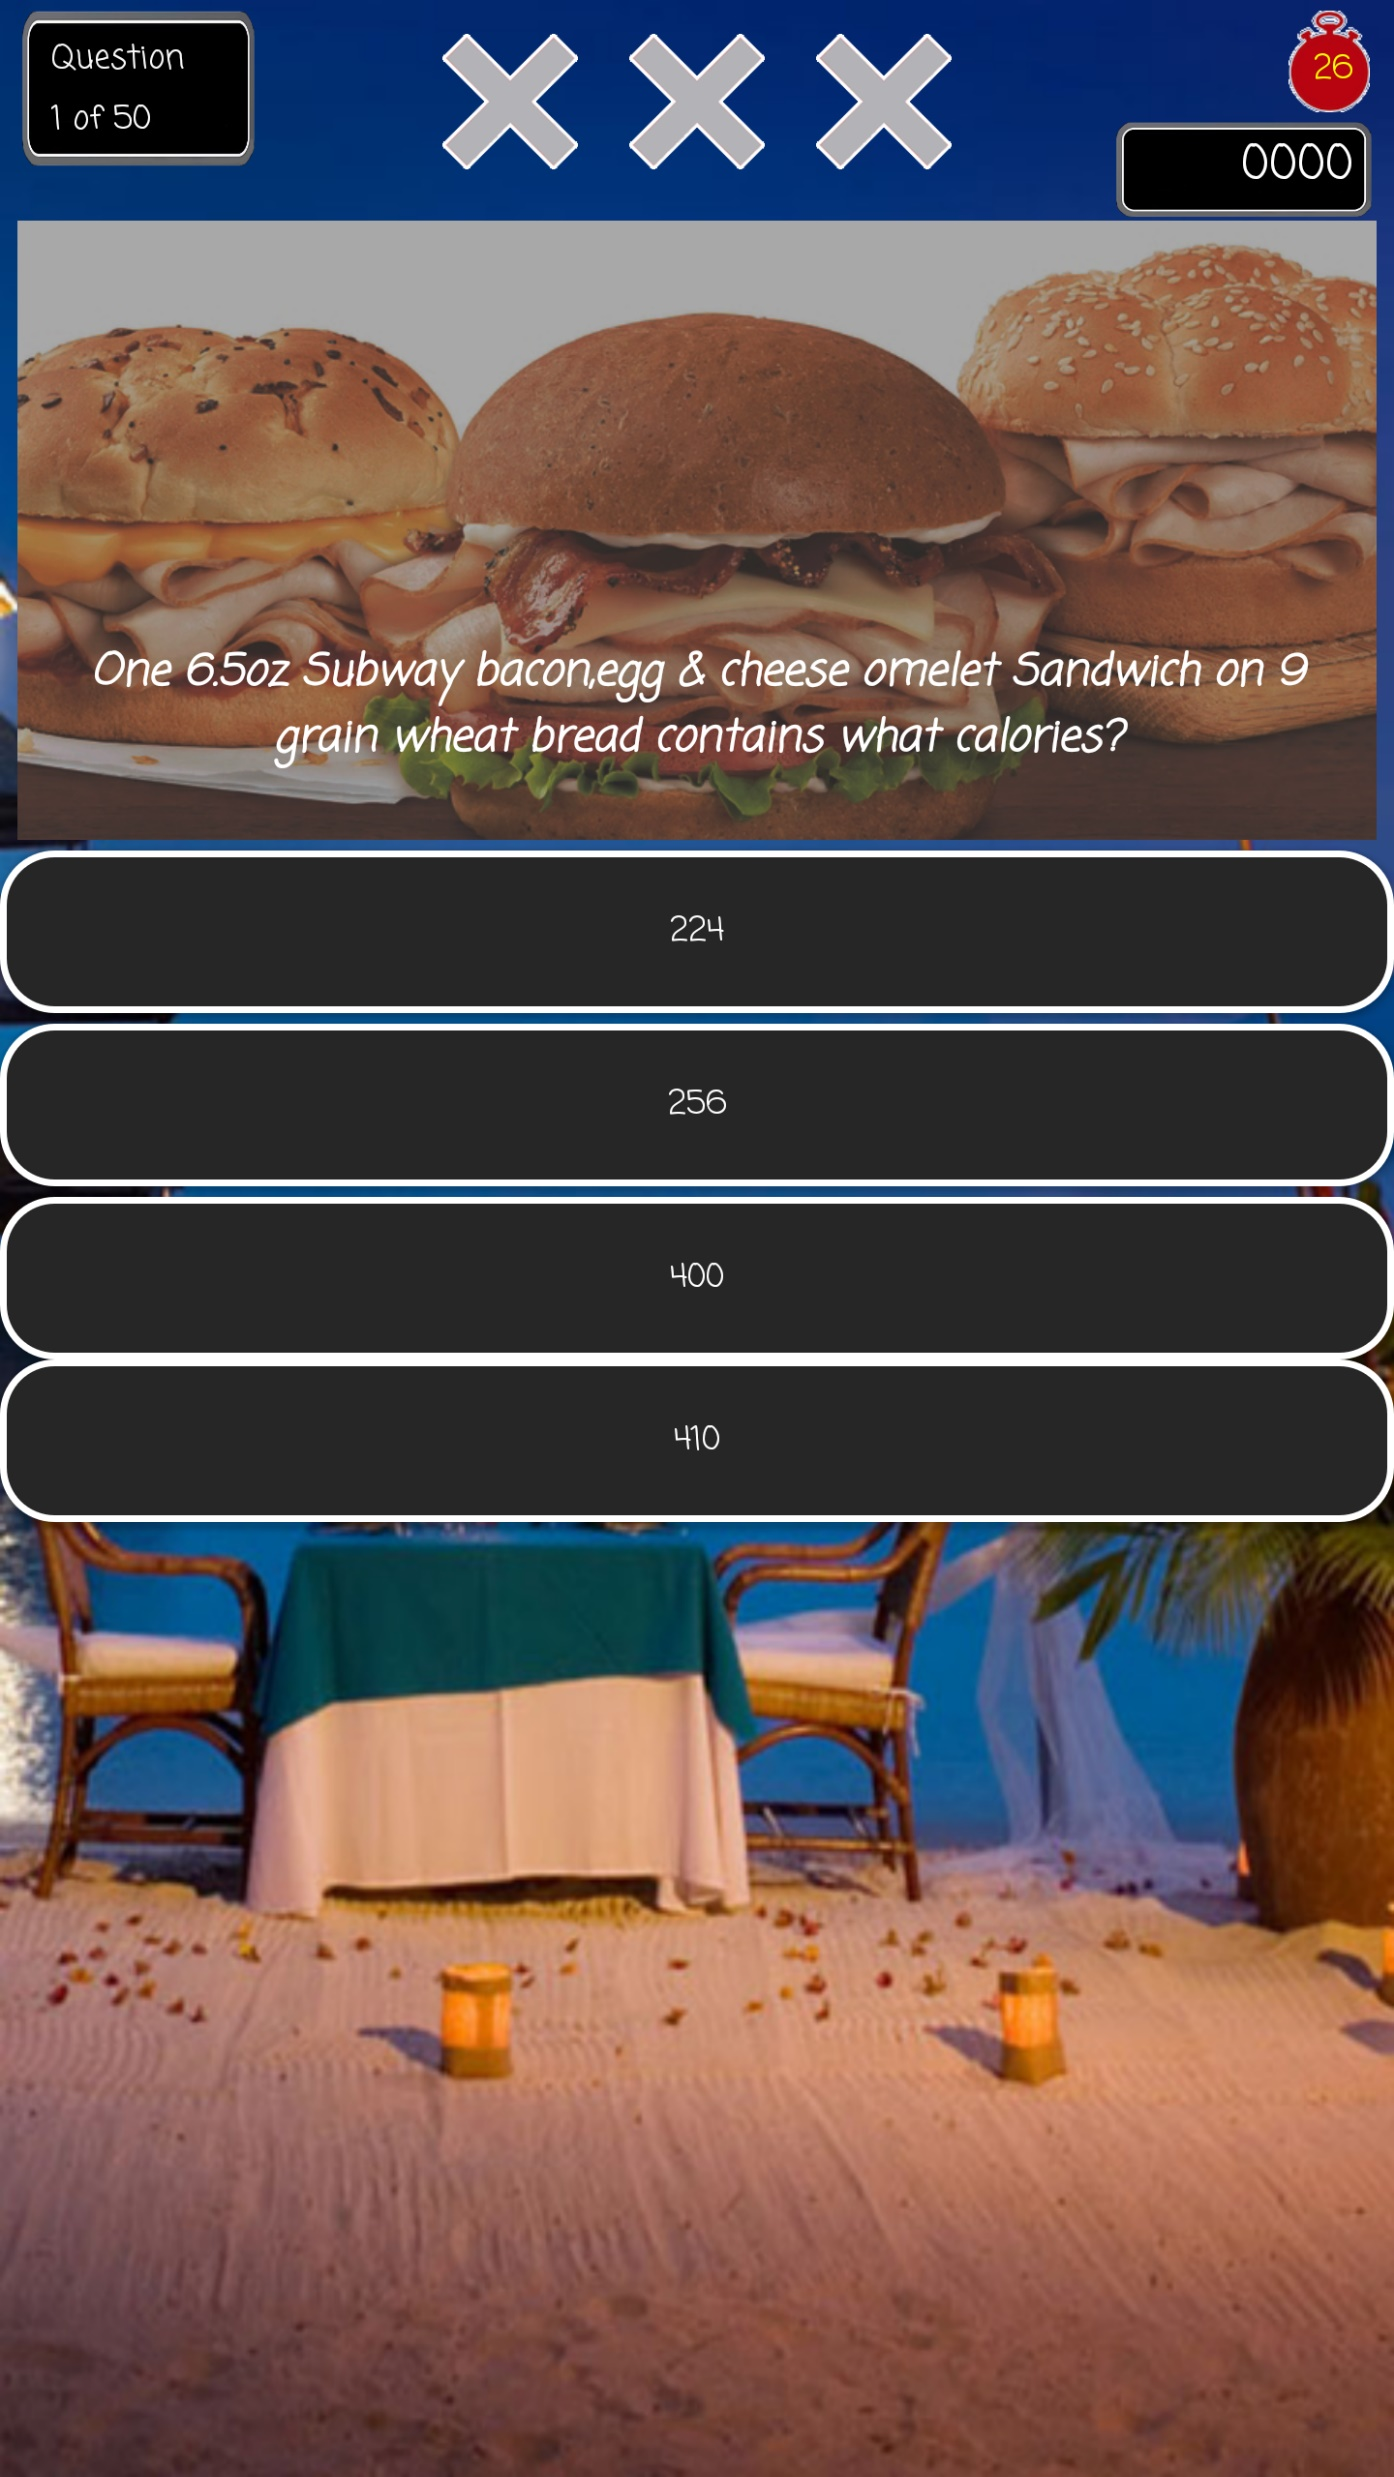 Question
1 of 50
26
0000
One 6.5oz Subway bacon,egg & cheese omelet Sandwich on 9
grain wheat bread contains what calories?
224
256
400
410